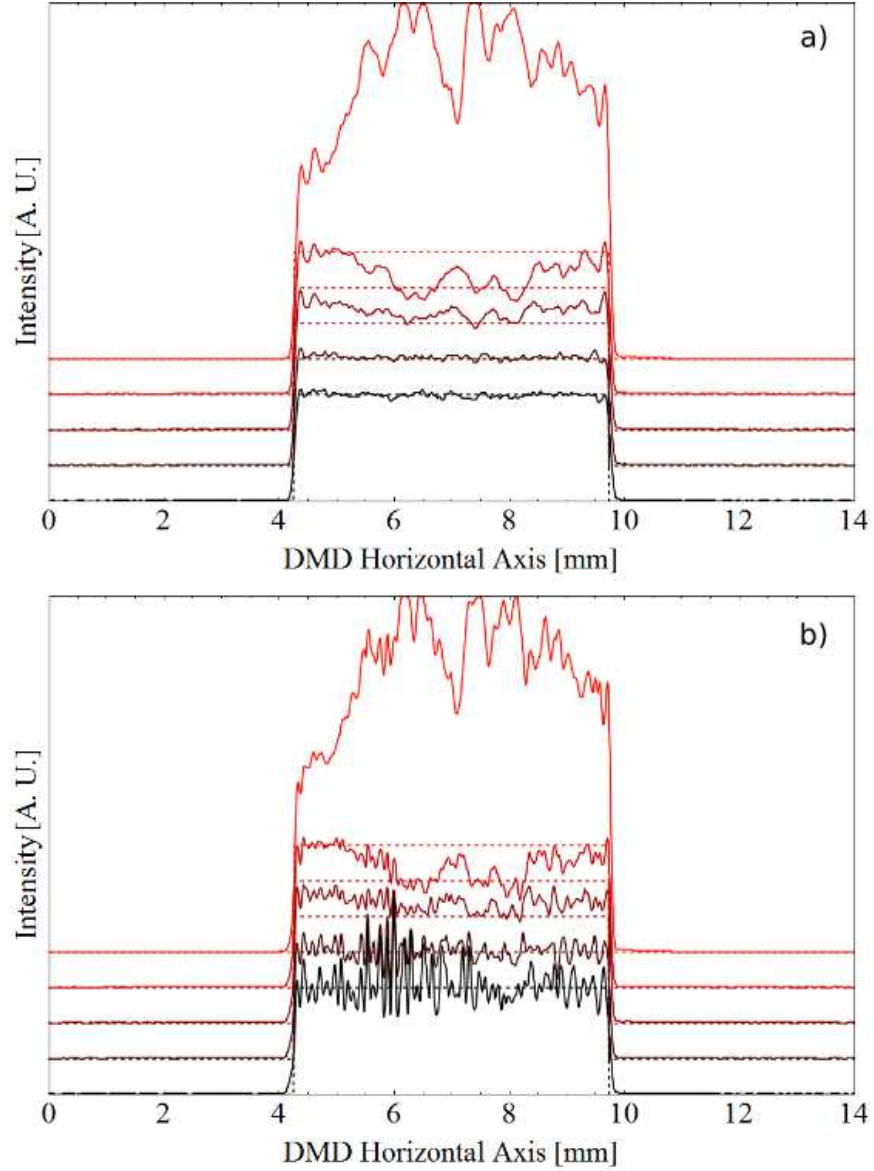 a)
Intensity [A. U.]
0 2 4 6 8 10 12 14
DMD Horizontal Axis [mm]
b)
Intensity [A. U.]
0 2 4 6 8 10 12 14
DMD Horizontal Axis [mm]